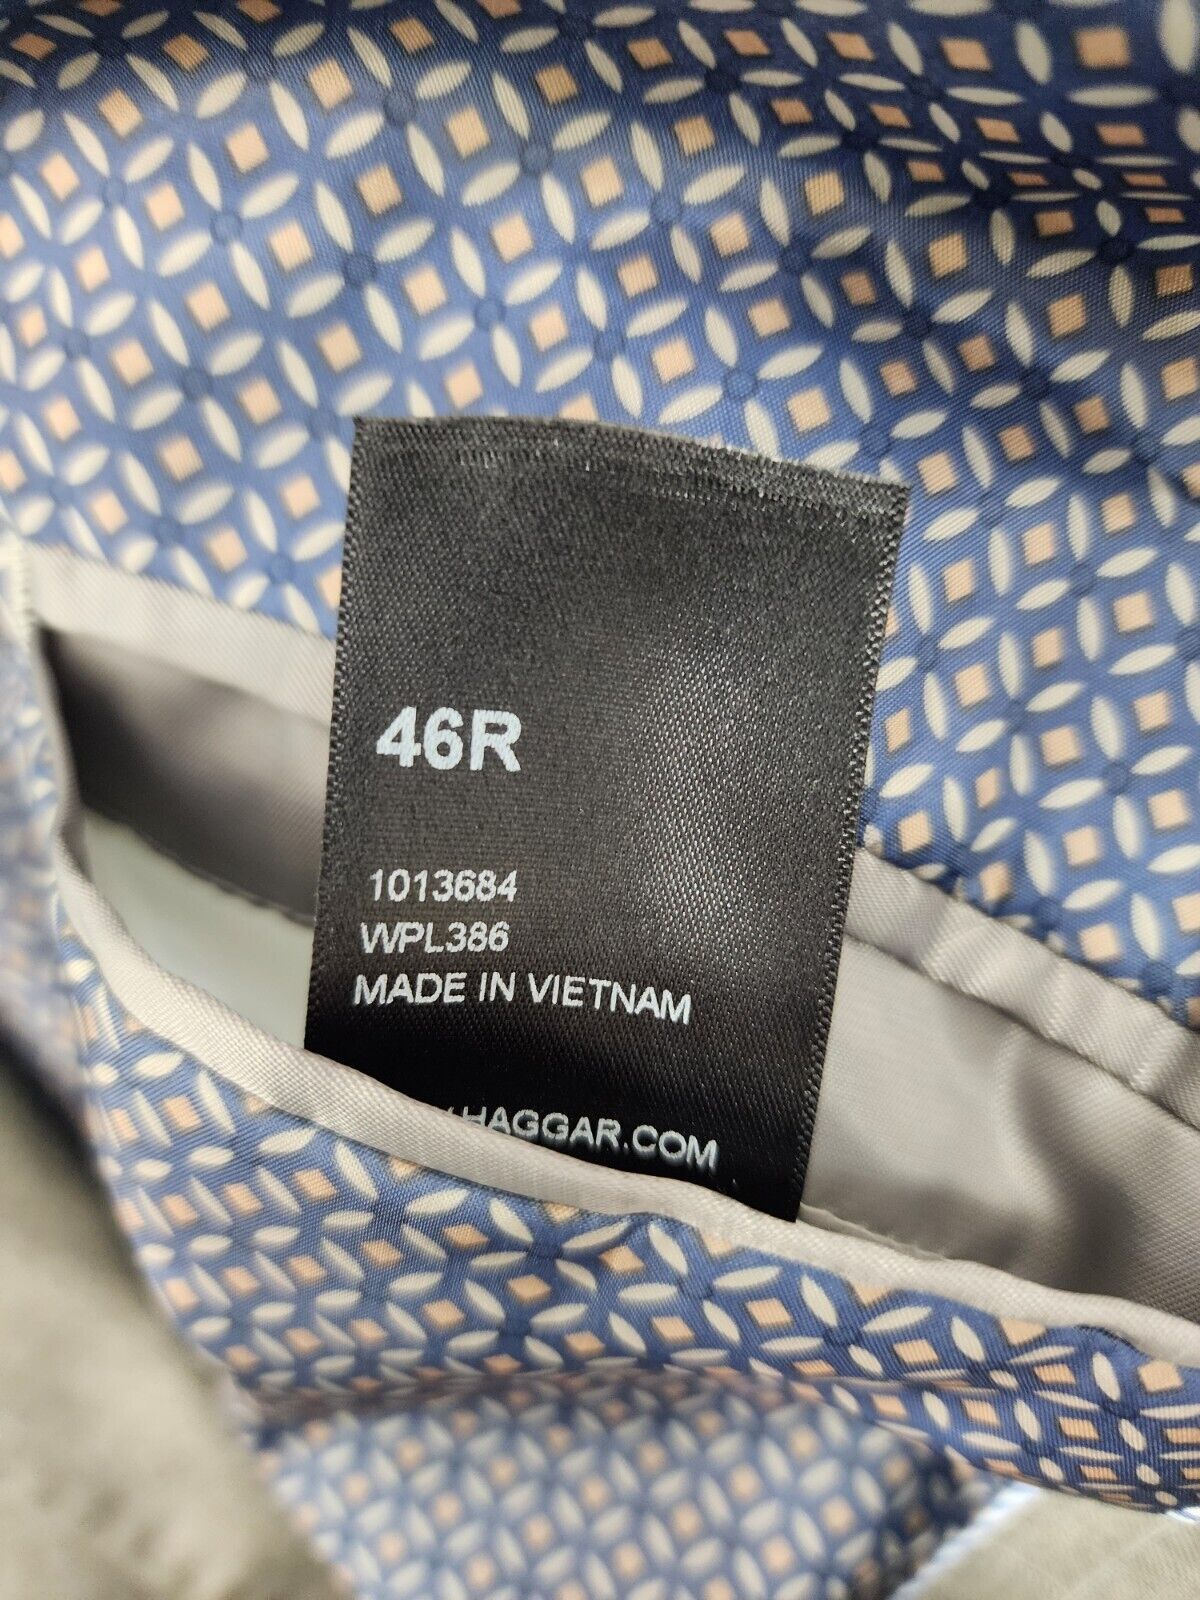 46R
1013684
WPL386
MADE IN VIETNAM
HAGGAR.COM